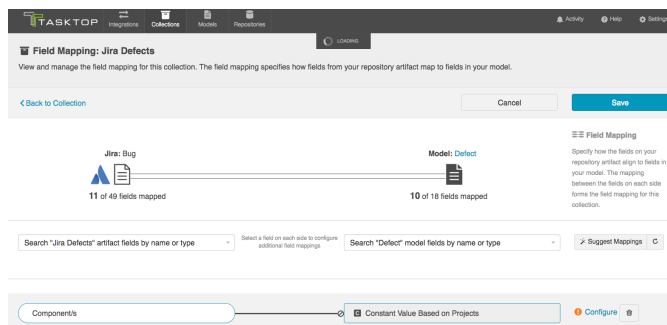 TASKTOP
Integrations
Collections
Models
Repositories
Activity
Help
Settings
LOADING
Field Mapping: Jira Defects
View and manage the field mapping for this collection. The field mapping specifies how fields from your repository artifact map to fields in your model.
Back to Collection
Cancel
Save
Jira: Bug
Model: Defect
11 of 49 fields mapped
10 of 18 fields mapped
Field Mapping
Specify how the fields on your
repository artifact align to fields in
your model. The mapping
between the fields on each side
forms the field mapping for this
collection.
Search "Jira Defects" artifact fields by name or type
Select a field on each side to configure
additional field mappings
Search "Defect" model fields by name or type
Suggest Mappings
Component/s
C Constant Value Based on Projects
Configure